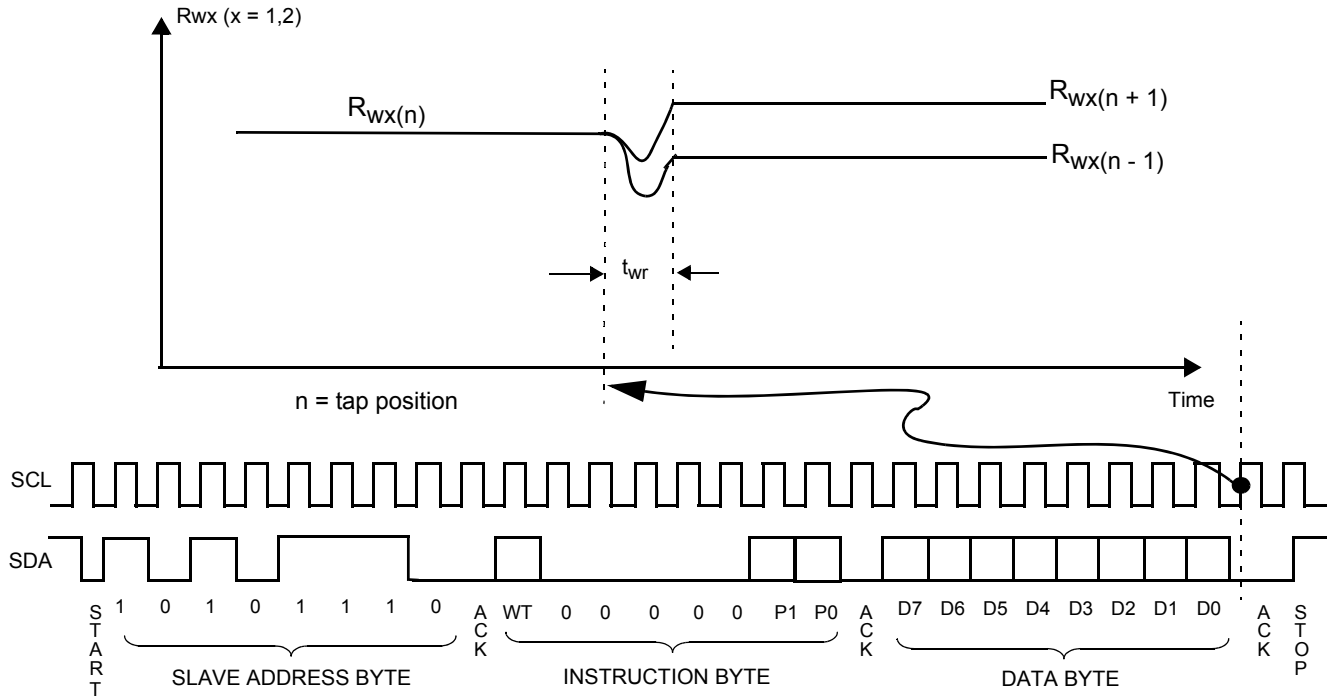 Rwx (x = 1,2)
Rwx(n)
Rwx(n + 1)
Rwx(n - 1)
twr
n = tap position
Time
SCL
SDA
START 1 0 1 0 1 1 1 0 ACK WT 0 0 0 0 0 P1 P0 ACK D7 D6 D5 D4 D3 D2 D1 D0 ACK STOP
SLAVE ADDRESS BYTE INSTRUCTION BYTE DATA BYTE